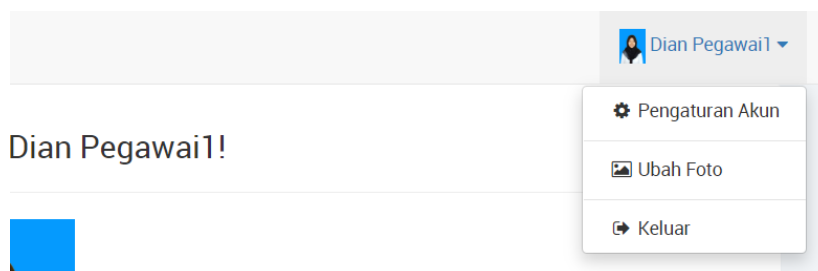 Dian Pegawai1
Pengaturan Akun
Dian Pegawai1!
Ubah Foto
Keluar